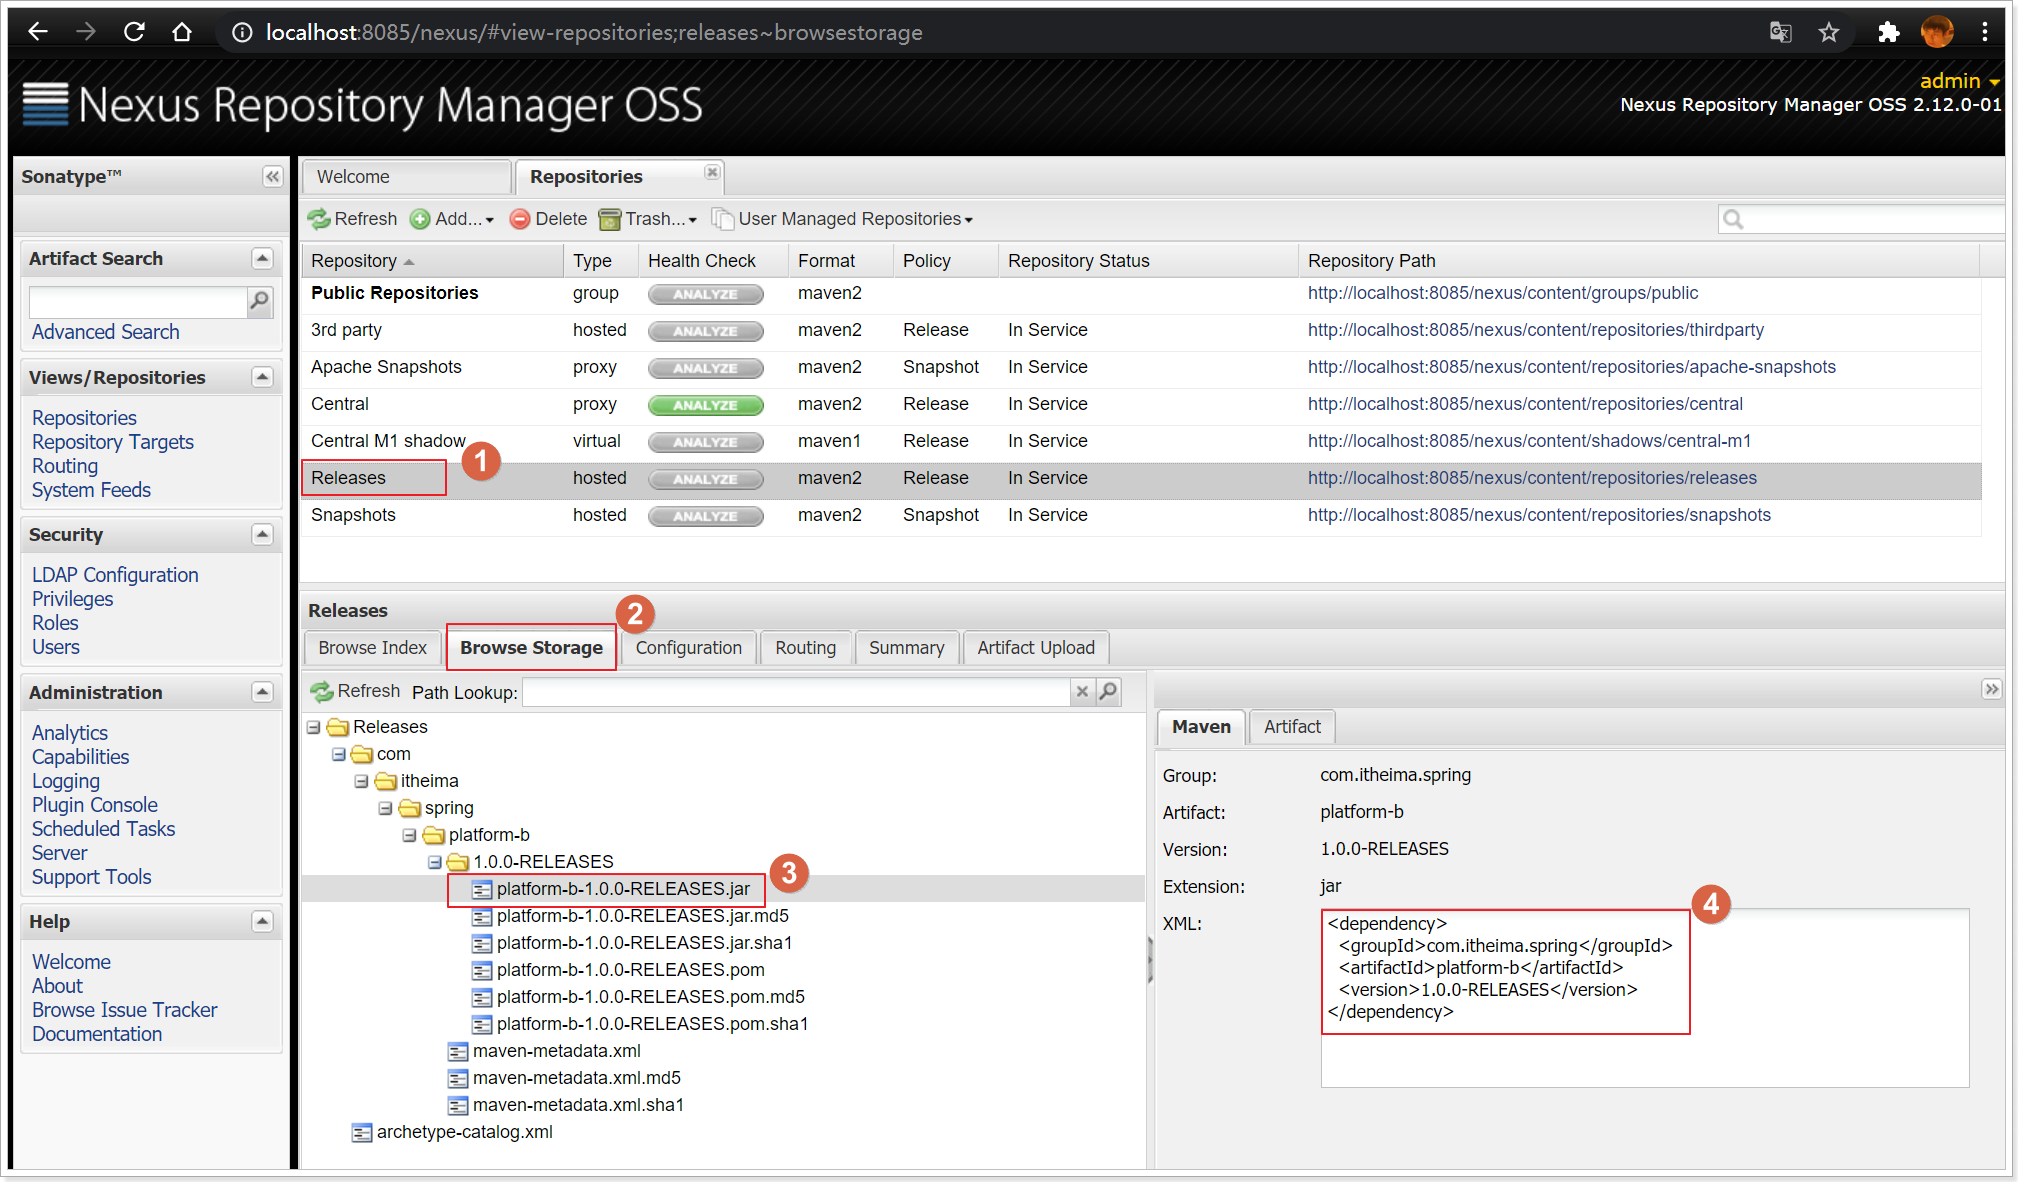 localhost:8085/nexus/#view-repositories;releases~browsestorage
Nexus Repository Manager OSS
admin
Nexus Repository Manager OSS 2.12.0-01
Sonatype™
Artifact Search
Advanced Search
Views/Repositories
Repositories
Repository Targets
Routing
System Feeds
Security
LDAP Configuration
Privileges
Roles
Users
Administration
Analytics
Capabilities
Logging
Plugin Console
Scheduled Tasks
Server
Support Tools
Help
Welcome
About
Browse Issue Tracker
Documentation
Welcome Repositories
Refresh Add... Delete Trash... User Managed Repositories
Repository Type Health Check Format Policy Repository Status Repository Path
Public Repositories group ANALYZE maven2 http://localhost:8085/nexus/content/groups/public
3rd party hosted ANALYZE maven2 Release In Service http://localhost:8085/nexus/content/repositories/thirdparty
Apache Snapshots proxy ANALYZE maven2 Snapshot In Service http://localhost:8085/nexus/content/repositories/apache-snapshots
Central proxy ANALYZE maven2 Release In Service http://localhost:8085/nexus/content/repositories/central
Central M1 shadow virtual ANALYZE maven1 Release In Service http://localhost:8085/nexus/content/shadows/central-m1
1
Releases hosted ANALYZE maven2 Release In Service http://localhost:8085/nexus/content/repositories/releases
Snapshots hosted ANALYZE maven2 Snapshot In Service http://localhost:8085/nexus/content/repositories/snapshots
Releases
2
Browse Index Browse Storage Configuration Routing Summary Artifact Upload
Refresh Path Lookup:
Releases
com
itheima
spring
platform-b
1.0.0-RELEASES
3
platform-b-1.0.0-RELEASES.jar
platform-b-1.0.0-RELEASES.jar.md5
platform-b-1.0.0-RELEASES.jar.sha1
platform-b-1.0.0-RELEASES.pom
platform-b-1.0.0-RELEASES.pom.md5
platform-b-1.0.0-RELEASES.pom.sha1
maven-metadata.xml
maven-metadata.xml.md5
maven-metadata.xml.sha1
archetype-catalog.xml
Maven Artifact
Group: com.itheima.spring
Artifact: platform-b
Version: 1.0.0-RELEASES
Extension: jar
4
XML: <dependency>
<groupId>com.itheima.spring</groupId>
<artifactId>platform-b</artifactId>
<version>1.0.0-RELEASES</version>
</dependency>